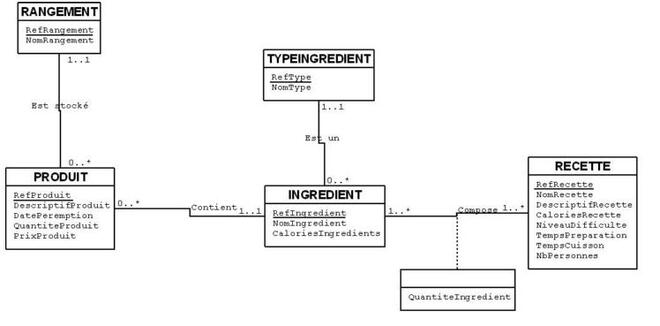 RANGEMENT
RefRangement
NomRangement
1..1
Est stocké
0..*
TYPEINGREDIENT
RefType
NomType
1..1
Est un
0..*
PRODUIT
RefProduit
DescriptifProduit
DatePeremption
QuantiteProduit
PrixProduit
0..*
Contient
1..1
INGREDIENT
RefIngredient
NomIngredient
CaloriesIngredients
1..*
Compose
1..*
RECETTE
RefRecette
NomRecette
DescriptifRecette
CaloriesRecette
NiveauDifficulte
TempsPreparation
TempsCuisson
NbPersonnes
QuantiteIngredient